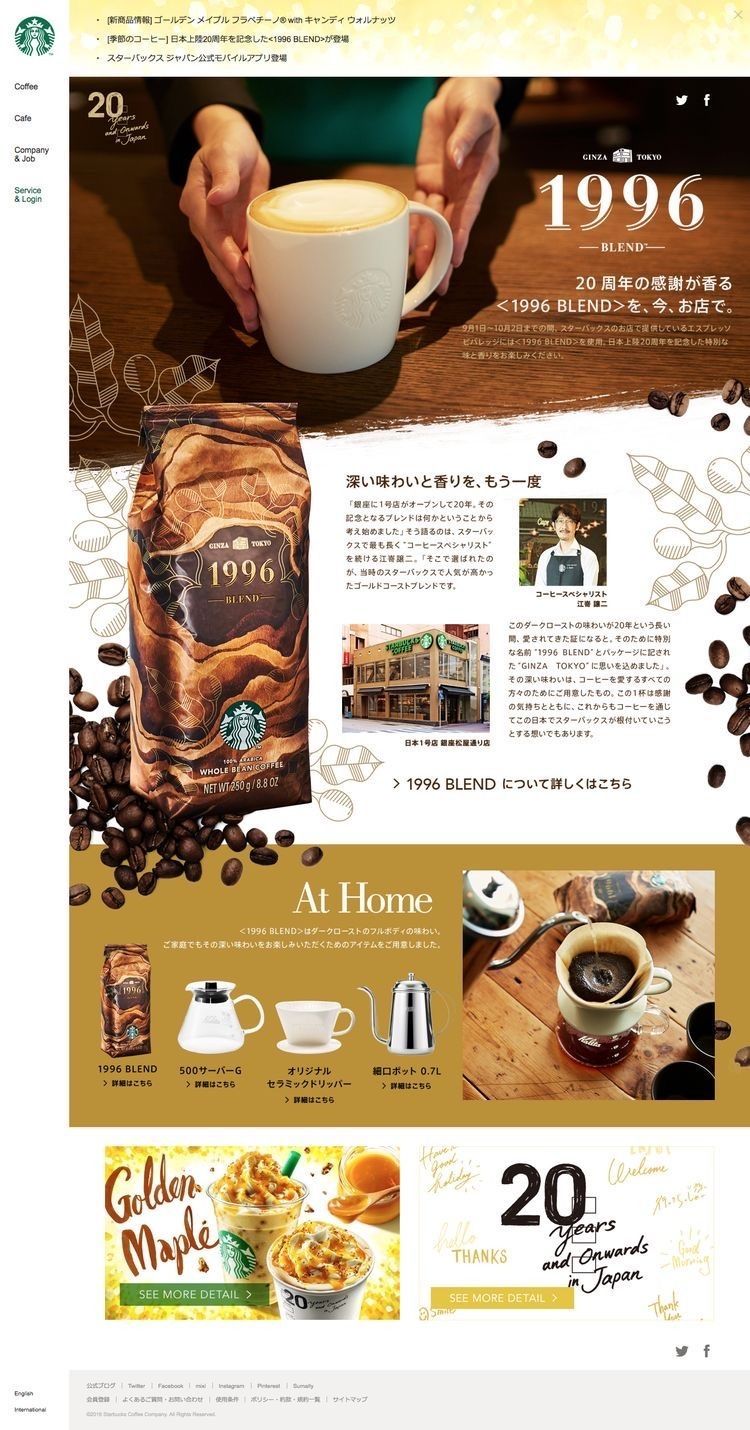 ・ [新商品情報] ゴールデン メイプル フラペチーノ® with キャンディ ウォルナッツ
・ [季節のコーヒー] 日本上陸20周年を記念した<1996 BLEND>が登場
・ スターバックス ジャパン公式モバイルアプリ登場
Coffee
Cafe
Company
& Job
Service
& Login
20
Years
and Onwards
in Japan
GINZA TOKYO
1996
BLEND™
20 周年の感謝が香る
<1996 BLEND>を、今、お店で。
9月1日〜10月2日までの間、スターバックスのお店で提供しているエスプレッソ
ビバレッジには<1996 BLEND>を使用。日本上陸20周年を記念した特別な
味と香りをお楽しみください。
深い味わいと香りを、もう一度
「銀座に1号店がオープンして20年。その
記念となるブレンドは何かということから
考え始めました」そう語るのは、スターバッ
クスで最も長く“コーヒースペシャリスト”
を続ける江嵜讓二。「そこで選ばれたの
が、当時のスターバックスで人気が高かっ
たゴールドコーストブレンドです。
コーヒースペシャリスト
江嵜 讓二
GINZA TOKYO
1996
BLEND
100% ARABICA
WHOLE BEAN COFFEE
NET WT 250 g / 8.8 OZ
STARBUCKS COFFEE
日本1号店 銀座松屋通り店
このダークローストの味わいが20年という長い
間、愛されてきた証になると。そのために特別
な名前“1996 BLEND”とパッケージに記され
た“GINZA TOKYO”に思いを込めました」。
その深い味わいは、コーヒーを愛するすべての
方々のためにご用意したもの。この1杯は感謝
の気持ちとともに、これからもコーヒーを通じ
てこの日本でスターバックスが根付いていこう
とする想いでもあります。
> 1996 BLEND について詳しくはこちら
At Home
<1996 BLEND>はダークローストのフルボディの味わい。
ご家庭でもその深い味わいをお楽しみいただくためのアイテムをご用意しました。
1996
Kalita
1996 BLEND
> 詳細はこちら
500サーバーG
> 詳細はこちら
オリジナル
セラミックドリッパー
> 詳細はこちら
細口ポット 0.7L
> 詳細はこちら
Kalita
Golden
Maple
20 Years
and Onwards
in Japan
SEE MORE DETAIL >
Have a
good
holiday
ENJOY
Welcome
hello
THANKS
20
Years
and Onwards
in Japan
Good
Morning
Thank
you
Smile
SEE MORE DETAIL >
English
International
公式ブログ | Twitter | Facebook | mixi | Instagram | Pinterest | Sumally
会員登録 | よくあるご質問・お問い合わせ | 使用条件 | ポリシー・約款・規約一覧 | サイトマップ
©2016 Starbucks Coffee Company. All Rights Reserved.